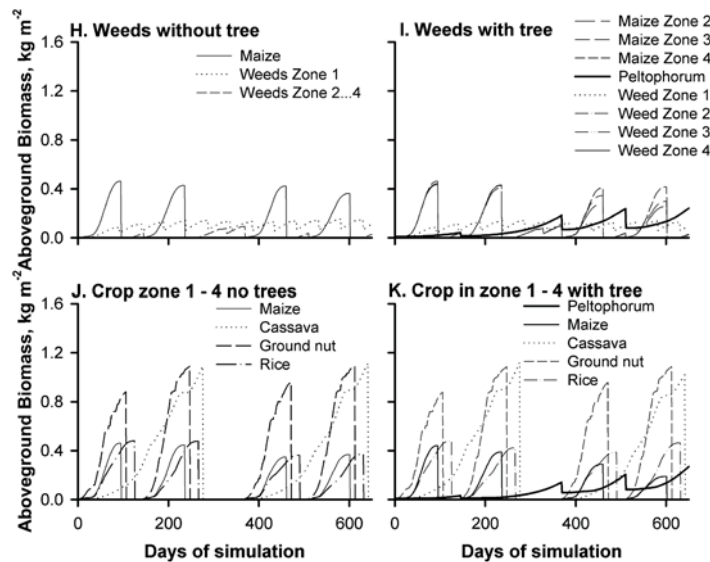 H. Weeds without tree
Maize
Weeds Zone 1
Weeds Zone 2...4
I. Weeds with tree
Maize Zone 2
Maize Zone 3
Maize Zone 4
Peltophorum
Weed Zone 1
Weed Zone 2
Weed Zone 3
Weed Zone 4
Aboveground Biomass, kg m-2
1.6
1.2
0.8
0.4
0.0
J. Crop zone 1 - 4 no trees
Maize
Cassava
Ground nut
Rice
K. Crop in zone 1 - 4 with tree
Peltophorum
Maize
Cassava
Ground nut
Rice
Aboveground Biomass, kg m-2
1.6
1.2
0.8
0.4
0.0
0 200 400 600
0 200 400 600
Days of simulation
Days of simulation